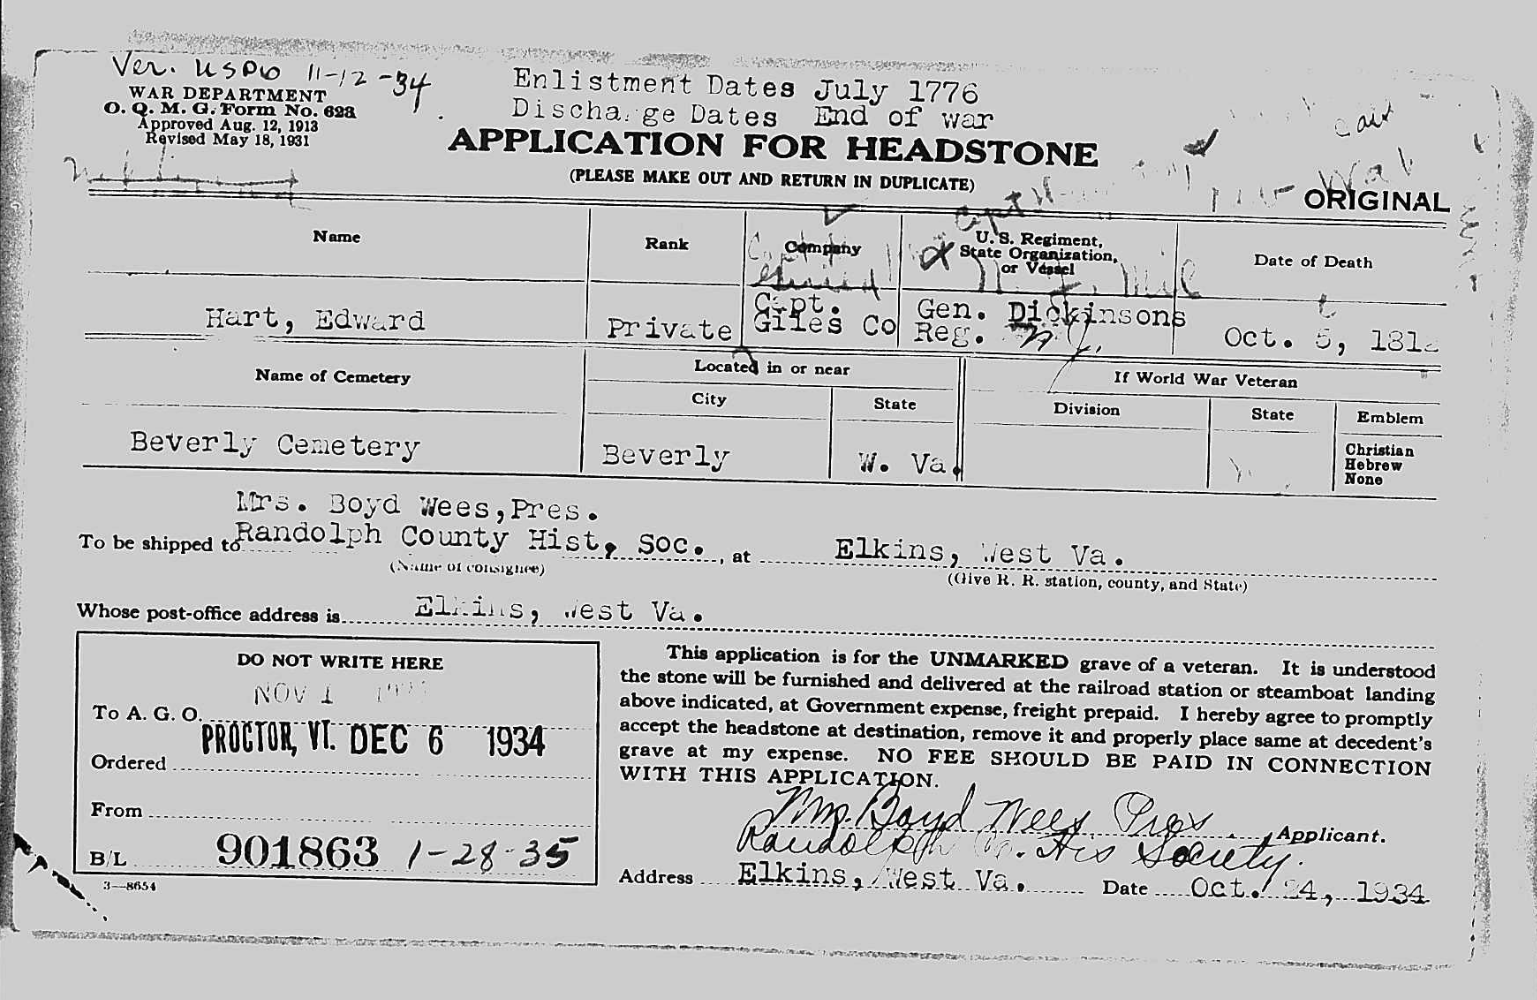 Ver. USPO 11-12-34
WAR DEPARTMENT
O. Q. M. G. Form No. 623
Approved Aug. 12, 1913
Revised May 18, 1931
Enlistment Dates July 1776
Discharge Dates End of war
APPLICATION FOR HEADSTONE
(PLEASE MAKE OUT AND RETURN IN DUPLICATE)
ORIGINAL
Name
Rank
Company
U. S. Regiment,
State Organization,
or Vessel
Date of Death
Hart, Edward
Private
Capt.
Giles Co
Gen. Dickinsons
Reg. N.J.
Oct. 5, 181
Name of Cemetery
Located in or near
If World War Veteran
City
State
Division
State
Emblem
Beverly Cemetery
Beverly
W. Va.
Christian
Hebrew
None
Mrs. Boyd Wees, Pres.
To be shipped to Randolph County Hist. Soc., at Elkins, West Va.
(Name of consignee)
(Give R. R. station, county, and State)
Whose post-office address is Elkins, West Va.
DO NOT WRITE HERE
NOV 1
To A. G. O.
PROCTOR, VT. DEC 6 1934
Ordered
From
B/L 901863 1-28-35
3—8654
This application is for the UNMARKED grave of a veteran. It is understood
the stone will be furnished and delivered at the railroad station or steamboat landing
above indicated, at Government expense, freight prepaid. I hereby agree to promptly
accept the headstone at destination, remove it and properly place same at decedent's
grave at my expense. NO FEE SHOULD BE PAID IN CONNECTION
WITH THIS APPLICATION.
Mrs. Boyd Wees Pres., Applicant.
Randolph Co. His Society.
Address Elkins, West Va. Date Oct. 24, 1934